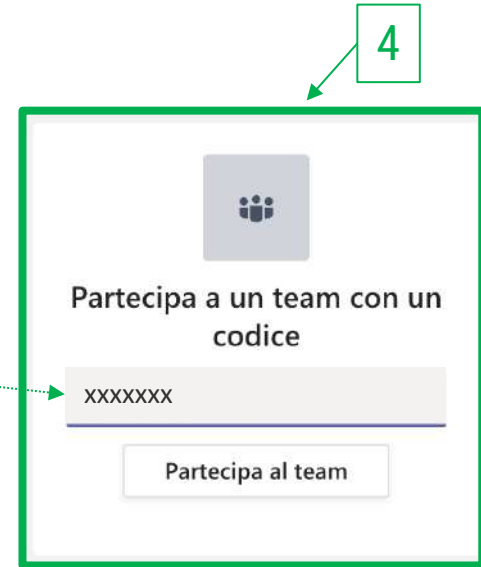 4
Partecipa a un team con un
codice
xxxxxxx
Partecipa al team